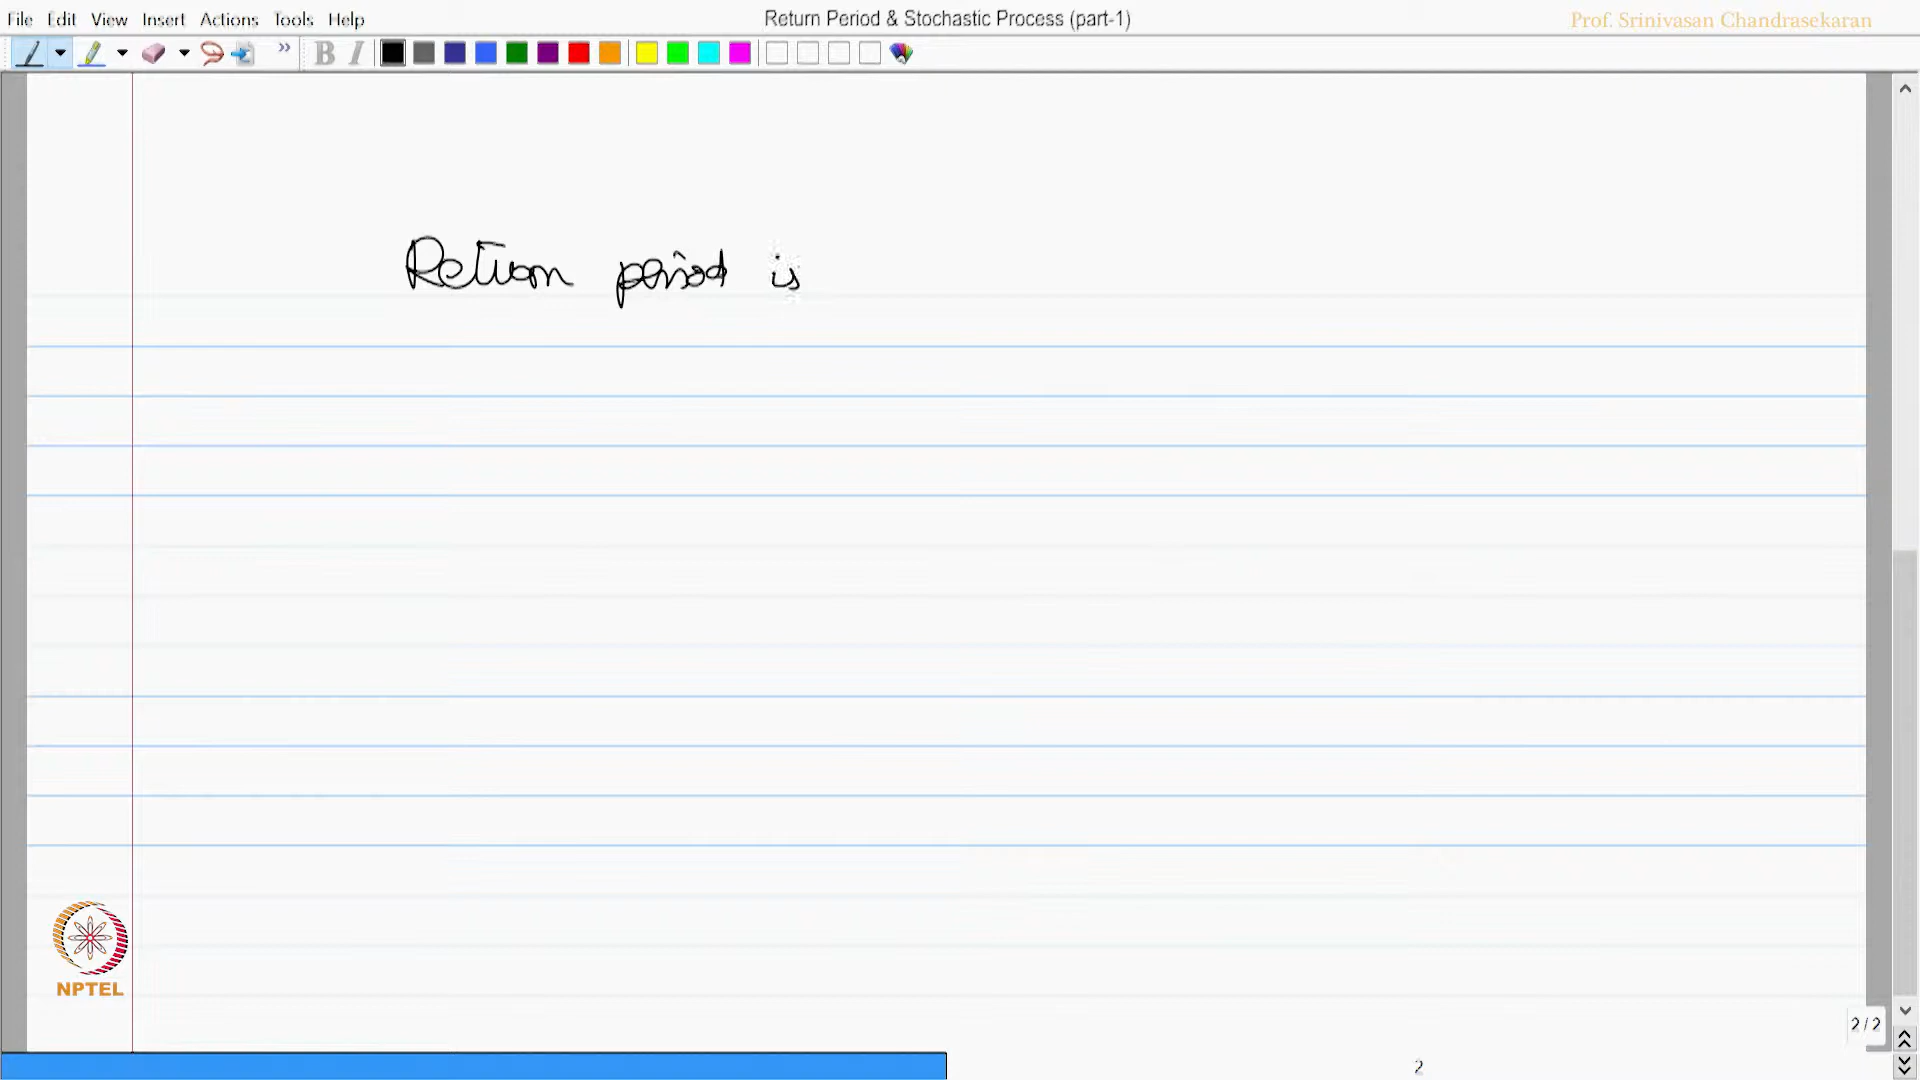 File Edit View Insert Actions Tools Help
Return Period & Stochastic Process (part-1)
Prof. Srinivasan Chandrasekaran
B I
Return period is
NPTEL
2 / 2
2